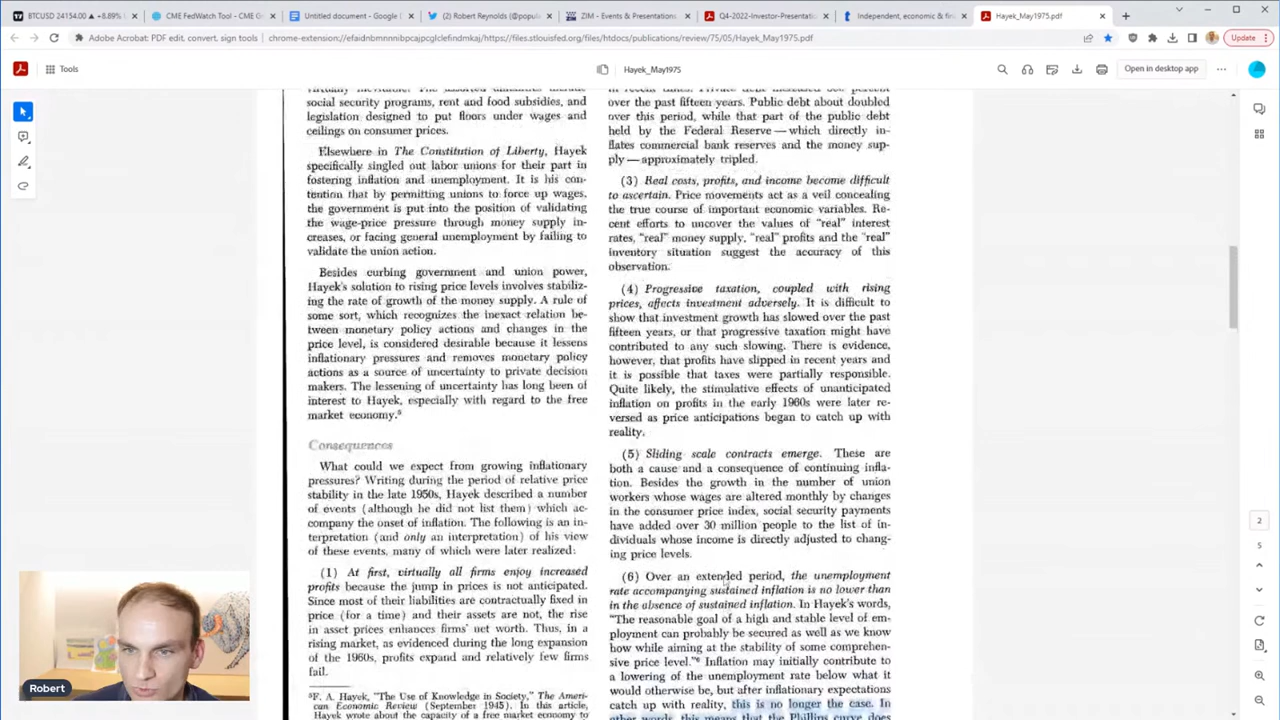 BTCUSD 24154.00 ▲ +8.89%
CME FedWatch Tool - CME Group
Untitled document - Google
(2) Robert Reynolds (@popula
ZIM - Events & Presentations
Q4-2022-Investor-Presentatio
Independent, economic & fi
Hayek_May1975.pdf
Adobe Acrobat: PDF edit, convert, sign tools | chrome-extension://efaidnbmnnnibpcajpcglclefindmkaj/https://files.stlouisfed.org/files/htdocs/publications/review/75/05/Hayek_May1975.pdf
Update
Tools
Hayek_May1975
Open in desktop app
social security programs, rent and food subsidies, and
legislation designed to put floors under wages and
ceilings on consumer prices.
Elsewhere in The Constitution of Liberty, Hayek
specifically singled out labor unions for their part in
fostering inflation and unemployment. It is his con-
tention that by permitting unions to force up wages,
the government is put into the position of validating
the wage-price pressure through money supply in-
creases, or facing general unemployment by failing to
validate the union action.
Besides curbing government and union power,
Hayek's solution to rising price levels involves stabiliz-
ing the rate of growth of the money supply. A rule of
some sort, which recognizes the inexact relation be-
tween monetary policy actions and changes in the
price level, is considered desirable because it lessens
inflationary pressures and removes monetary policy
actions as a source of uncertainty to private decision
makers. The lessening of uncertainty has long been of
interest to Hayek, especially with regard to the free
market economy.⁵
Consequences
What could we expect from growing inflationary
pressures? Writing during the period of relative price
stability in the late 1950s, Hayek described a number
of events (although he did not list them) which ac-
company the onset of inflation. The following is an in-
terpretation (and only an interpretation) of his view
of these events, many of which were later realized:
(1) At first, virtually all firms enjoy increased
profits because the jump in prices is not anticipated.
Since most of their liabilities are contractually fixed in
price (for a time) and their assets are not, the rise
in asset prices enhances firms' net worth. Thus, in a
rising market, as evidenced during the long expansion
of the 1960s, profits expand and relatively few firms
fail.
⁵F. A. Hayek, "The Use of Knowledge in Society," The Ameri-
can Economic Review (September 1945). In this article,
Hayek wrote about the capacity of a free market economy to
over the past fifteen years. Public debt about doubled
over this period, while that part of the public debt
held by the Federal Reserve — which directly in-
flates commercial bank reserves and the money sup-
ply — approximately tripled.
(3) Real costs, profits, and income become difficult
to ascertain. Price movements act as a veil concealing
the true course of important economic variables. Re-
cent efforts to uncover the values of "real" interest
rates, "real" money supply, "real" profits and the "real"
inventory situation suggest the accuracy of this
observation.
(4) Progressive taxation, coupled with rising
prices, affects investment adversely. It is difficult to
show that investment growth has slowed over the past
fifteen years, or that progressive taxation might have
contributed to any such slowing. There is evidence,
however, that profits have slipped in recent years and
it is possible that taxes were partially responsible.
Quite likely, the stimulative effects of unanticipated
inflation on profits in the early 1960s were later re-
versed as price anticipations began to catch up with
reality.
(5) Sliding scale contracts emerge. These are
both a cause and a consequence of continuing infla-
tion. Besides the growth in the number of union
workers whose wages are altered monthly by changes
in the consumer price index, social security payments
have added over 30 million people to the list of in-
dividuals whose income is directly adjusted to chang-
ing price levels.
(6) Over an extended period, the unemployment
rate accompanying sustained inflation is no lower than
in the absence of sustained inflation. In Hayek's words,
"The reasonable goal of a high and stable level of em-
ployment can probably be secured as well as we know
how while aiming at the stability of some comprehen-
sive price level."⁶ Inflation may initially contribute to
a lowering of the unemployment rate below what it
would otherwise be, but after inflationary expectations
catch up with reality, this is no longer the case. In
other words, this means that the Phillips curve does
2
5
Robert